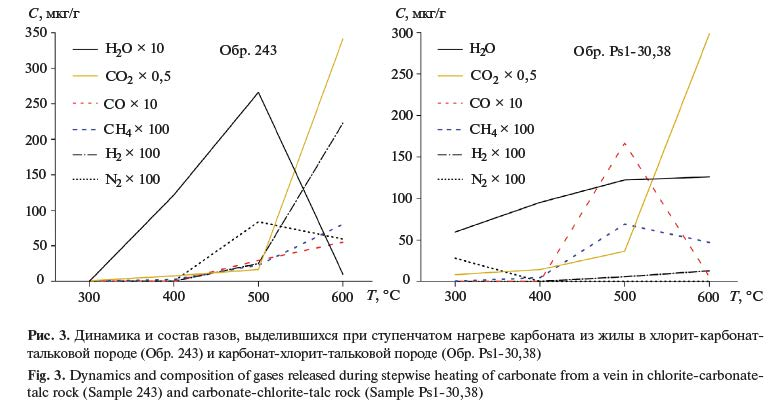 C, мкг/г
350
300
250
200
150
100
50
0
H₂O × 10
CO₂ × 0,5
CO × 10
CH₄ × 100
H₂ × 100
N₂ × 100
Обр. 243
300
400
500
600
T, °C
C, мкг/г
300
250
200
150
100
50
0
H₂O
CO₂ × 0,5
CO × 10
CH₄ × 100
H₂ × 100
N₂ × 100
Обр. Ps1-30,38
300
400
500
600
T, °C
Рис. 3. Динамика и состав газов, выделившихся при ступенчатом нагреве карбоната из жилы в хлорит-карбонат-
тальковой породе (Обр. 243) и карбонат-хлорит-тальковой породе (Обр. Ps1-30,38)
Fig. 3. Dynamics and composition of gases released during stepwise heating of carbonate from a vein in chlorite-carbonate-
talc rock (Sample 243) and carbonate-chlorite-talc rock (Sample Ps1-30,38)